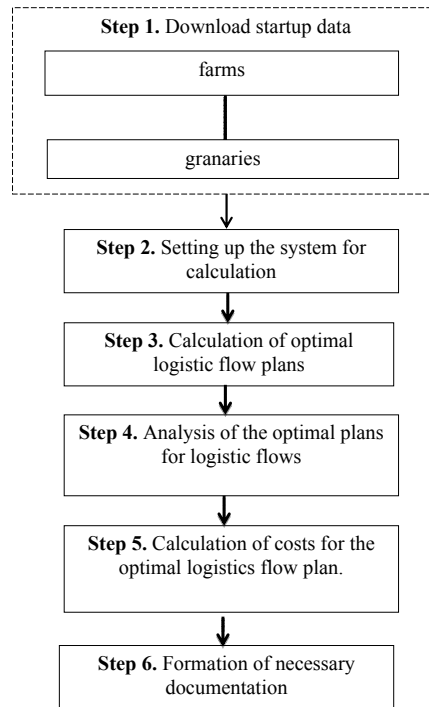 Step 1. Download startup data
farms
granaries
Step 2. Setting up the system for
calculation
Step 3. Calculation of optimal
logistic flow plans
Step 4. Analysis of the optimal plans
for logistic flows
Step 5. Calculation of costs for the
optimal logistics flow plan.
Step 6. Formation of necessary
documentation